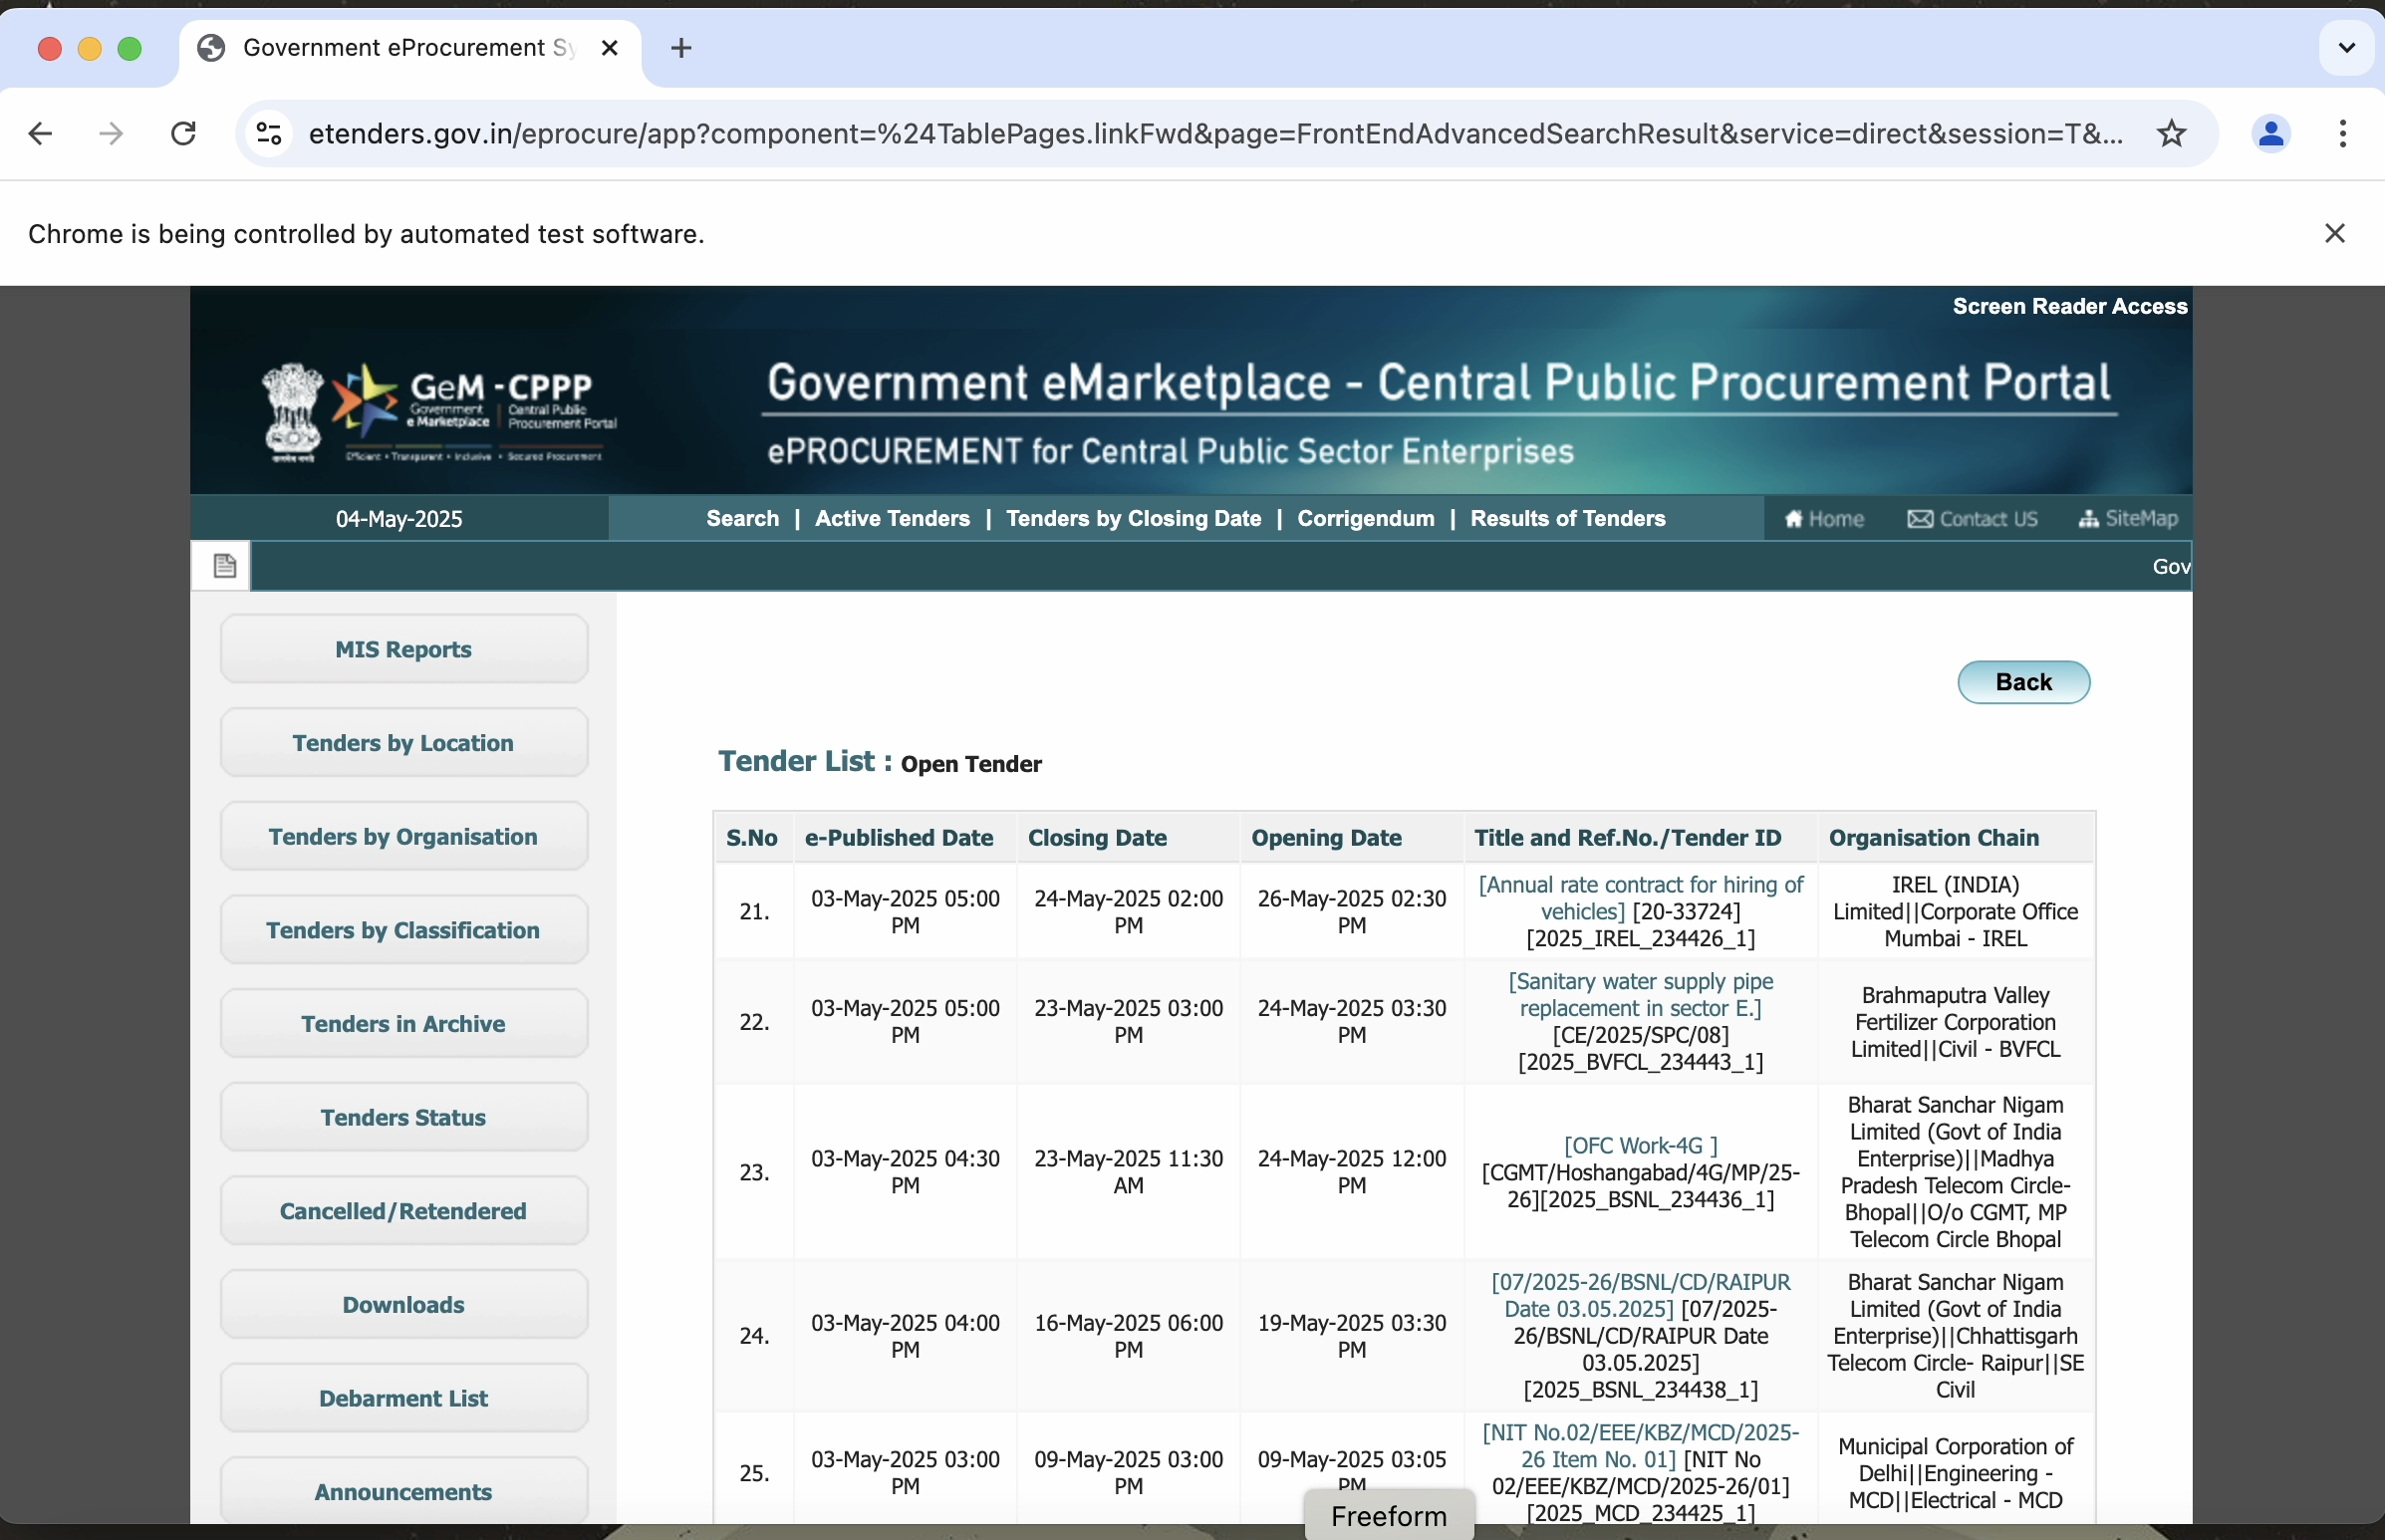 Government eProcurement Sy
etenders.gov.in/eprocure/app?component=%24TablePages.linkFwd&page=FrontEndAdvancedSearchResult&service=direct&session=T&...
Chrome is being controlled by automated test software.
Screen Reader Access
GeM - CPPP
Government
e Marketplace
Central Public
Procurement Portal
Efficient • Transparent • Inclusive • Secured Procurement
Government eMarketplace - Central Public Procurement Portal
ePROCUREMENT for Central Public Sector Enterprises
04-May-2025
Search | Active Tenders | Tenders by Closing Date | Corrigendum | Results of Tenders
Home
Contact US
SiteMap
Gov
MIS Reports
Tenders by Location
Tenders by Organisation
Tenders by Classification
Tenders in Archive
Tenders Status
Cancelled/Retendered
Downloads
Debarment List
Announcements
Back
Tender List : Open Tender
S.No
e-Published Date
Closing Date
Opening Date
Title and Ref.No./Tender ID
Organisation Chain
21.
03-May-2025 05:00
PM
24-May-2025 02:00
PM
26-May-2025 02:30
PM
[Annual rate contract for hiring of
vehicles] [20-33724]
[2025_IREL_234426_1]
IREL (INDIA)
Limited||Corporate Office
Mumbai - IREL
22.
03-May-2025 05:00
PM
23-May-2025 03:00
PM
24-May-2025 03:30
PM
[Sanitary water supply pipe
replacement in sector E.]
[CE/2025/SPC/08]
[2025_BVFCL_234443_1]
Brahmaputra Valley
Fertilizer Corporation
Limited||Civil - BVFCL
23.
03-May-2025 04:30
PM
23-May-2025 11:30
AM
24-May-2025 12:00
PM
[OFC Work-4G ]
[CGMT/Hoshangabad/4G/MP/25-
26][2025_BSNL_234436_1]
Bharat Sanchar Nigam
Limited (Govt of India
Enterprise)||Madhya
Pradesh Telecom Circle-
Bhopal||O/o CGMT, MP
Telecom Circle Bhopal
24.
03-May-2025 04:00
PM
16-May-2025 06:00
PM
19-May-2025 03:30
PM
[07/2025-26/BSNL/CD/RAIPUR
Date 03.05.2025] [07/2025-
26/BSNL/CD/RAIPUR Date
03.05.2025]
[2025_BSNL_234438_1]
Bharat Sanchar Nigam
Limited (Govt of India
Enterprise)||Chhattisgarh
Telecom Circle- Raipur||SE
Civil
25.
03-May-2025 03:00
PM
09-May-2025 03:00
PM
09-May-2025 03:05
PM
[NIT No.02/EEE/KBZ/MCD/2025-
26 Item No. 01] [NIT No
02/EEE/KBZ/MCD/2025-26/01]
[2025_MCD_234425_1]
Municipal Corporation of
Delhi||Engineering -
MCD||Electrical - MCD
Freeform